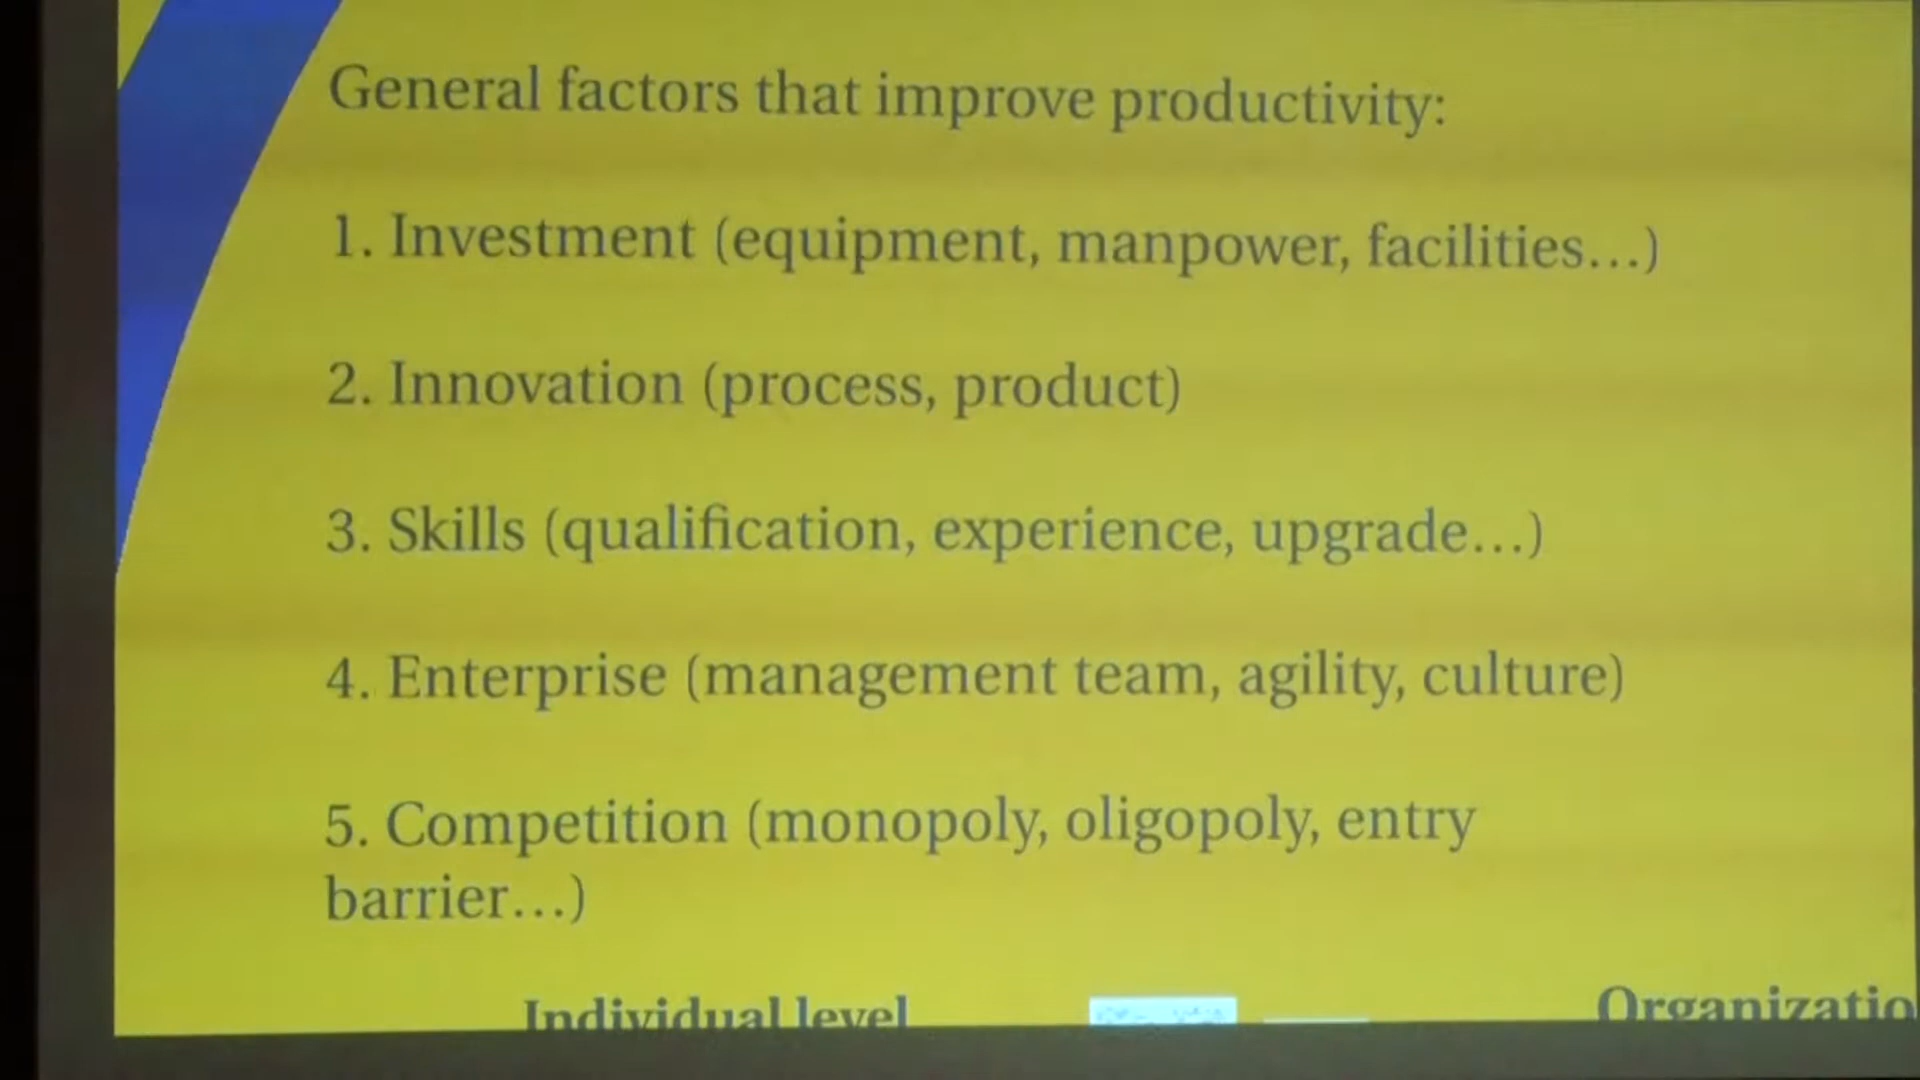 General factors that improve productivity:
1. Investment (equipment, manpower, facilities...)
2. Innovation (process, product)
3. Skills (qualification, experience, upgrade...)
4. Enterprise (management team, agility, culture)
5. Competition (monopoly, oligopoly, entry
barrier...)
Individual level Organizatio